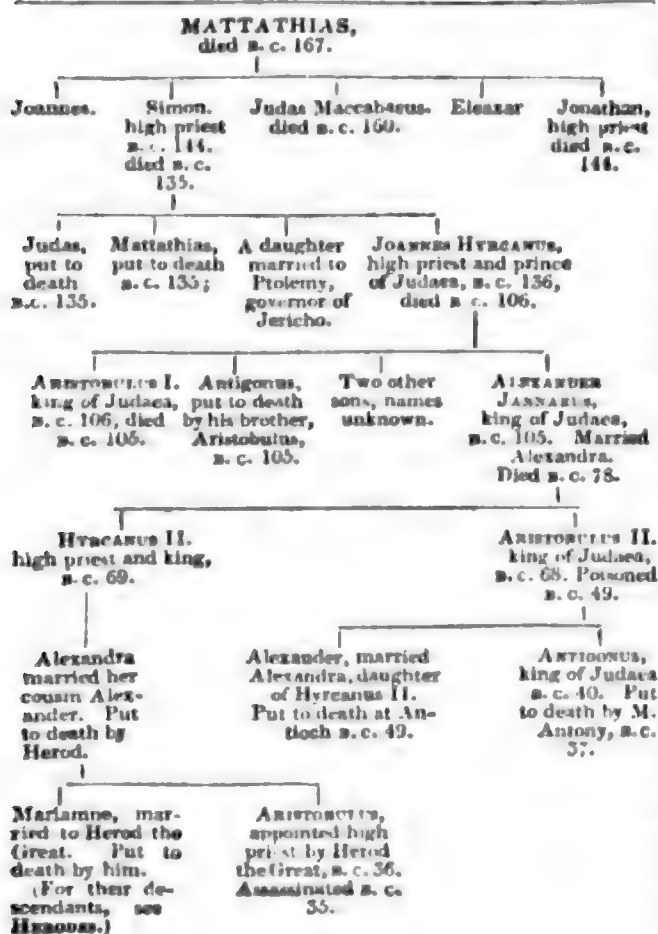 MATTATHIAS,
died B.C. 167.
Joannes.
Simon.
high priest
B.C. 144.
died B.C.
135.
Judas Maccabaeus.
died B.C. 160.
Eleazar
Jonathan,
high priest
died B.C.
144.
Judas,
put to
death
B.C. 135.
Mattathias,
put to death
B.C. 135;
A daughter
married to
Ptolemy,
governor of
Jericho.
JOANNES HYRCANUS,
high priest and prince
of Judaea, B.C. 136,
died B C. 106.
ARISTOBULUS I.
king of Judaea,
B.C. 106, died
B.C. 105.
Antigonus,
put to death
by his brother,
Aristobulus,
B.C. 105.
Two other
sons, names
unknown.
ALEXANDER
JANNAEUS,
king of Judaea,
B.C. 105. Married
Alexandra.
Died B.C. 78.
HYRCANUS II.
high priest and king,
B.C. 69.
ARISTOBULUS II.
king of Judaea,
B.C. 68. Poisoned
B.C. 49.
Alexandra
married her
cousin Alex-
ander. Put
to death by
Herod.
Alexander, married
Alexandra, daughter
of Hyrcanus II.
Put to death at An-
tioch B.C. 49.
ANTIGONUS,
king of Judaea
B.C. 40. Put
to death by M.
Antony, B.C.
37.
Mariamne, mar-
ried to Herod the
Great. Put to
death by him.
(For their de-
scendants, see
HERODES.)
ARISTOBULUS,
appointed high
priest by Herod
the Great, B.C. 36.
Assassinated B.C.
35.